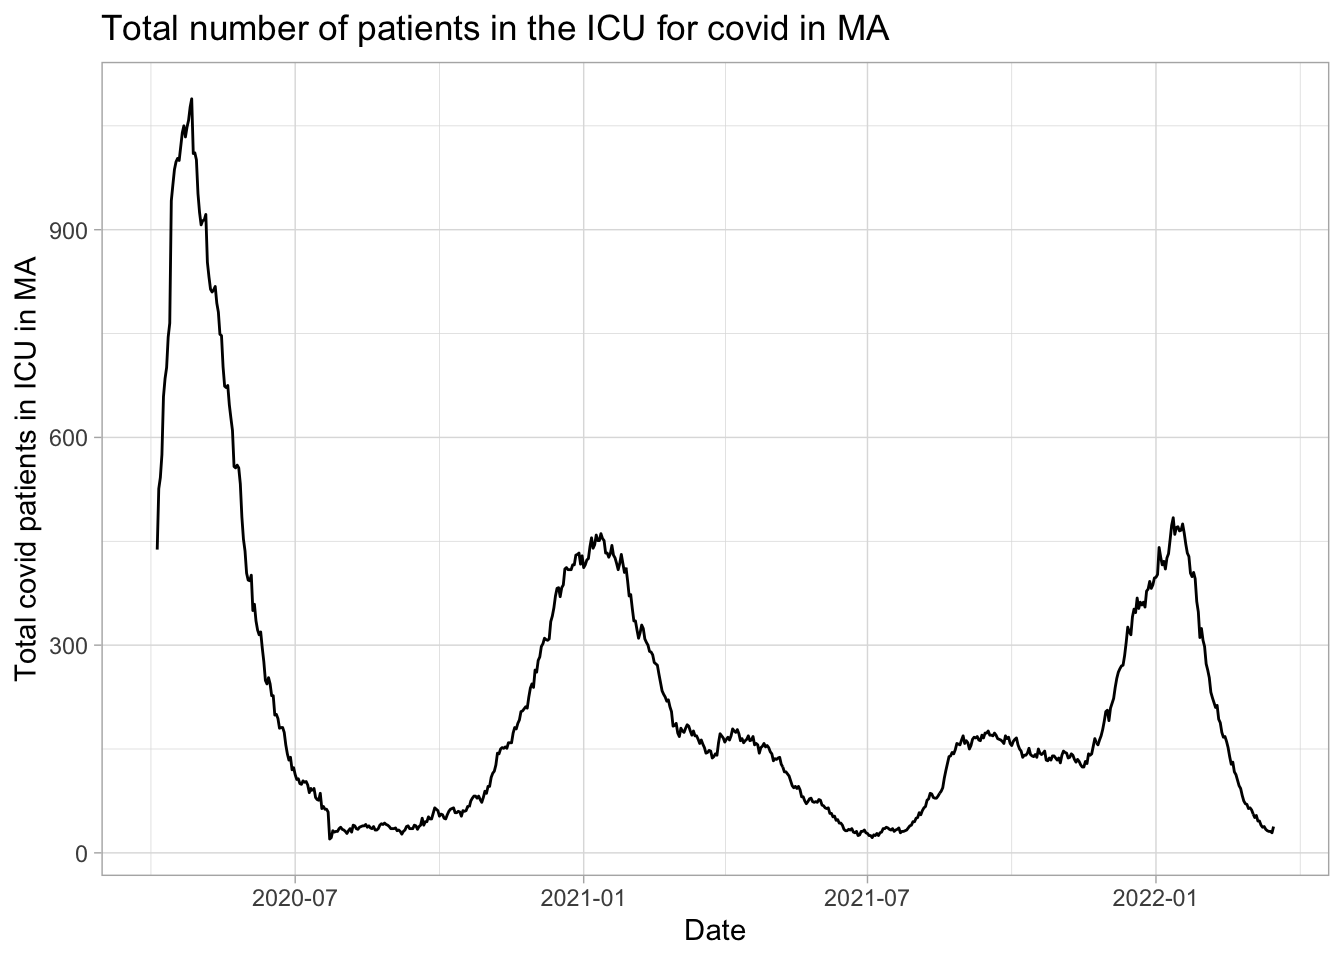 Total number of patients in the ICU for covid in MA
Total covid patients in ICU in MA
900
600
300
0
2020-07
2021-01
2021-07
2022-01
Date